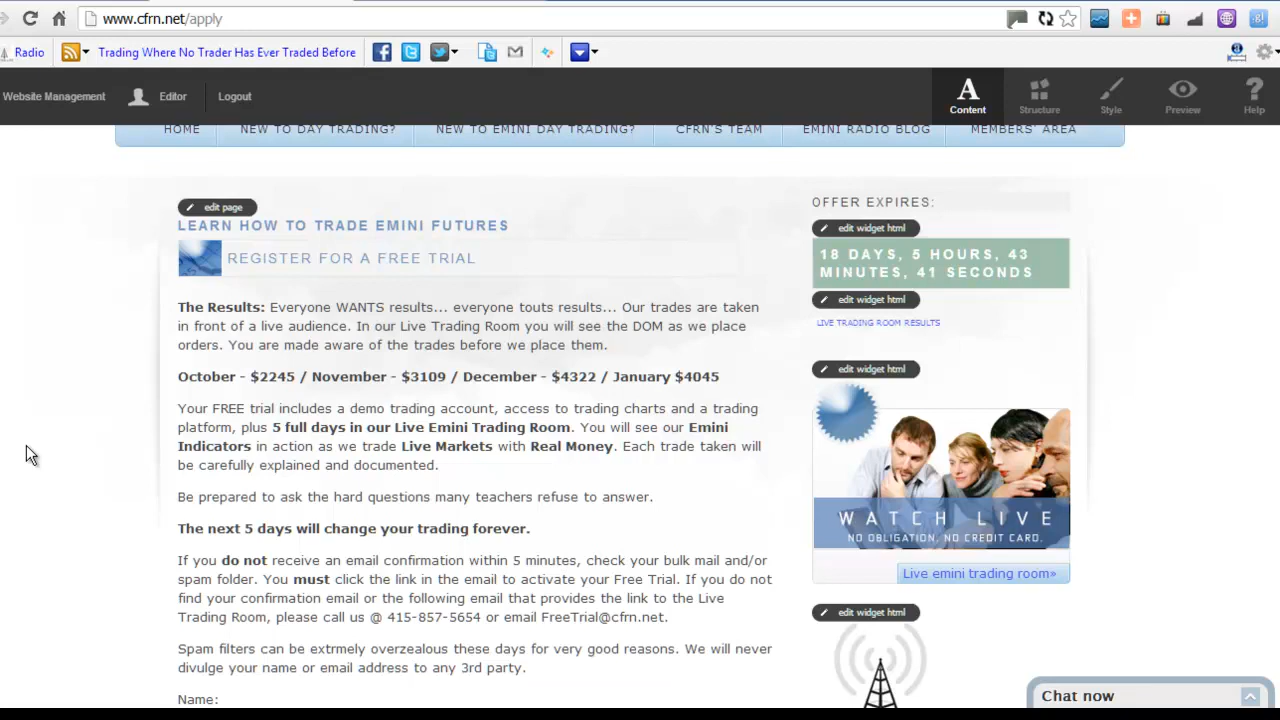 www.cfrn.net/apply
Radio Trading Where No Trader Has Ever Traded Before
Website Management Editor Logout Content Structure Style Preview Help
HOME NEW TO DAY TRADING? NEW TO EMINI DAY TRADING? CFRN'S TEAM EMINI RADIO BLOG MEMBERS' AREA
edit page
LEARN HOW TO TRADE EMINI FUTURES
REGISTER FOR A FREE TRIAL
The Results: Everyone WANTS results... everyone touts results... Our trades are taken
in front of a live audience. In our Live Trading Room you will see the DOM as we place
orders. You are made aware of the trades before we place them.
October - $2245 / November - $3109 / December - $4322 / January $4045
Your FREE trial includes a demo trading account, access to trading charts and a trading
platform, plus 5 full days in our Live Emini Trading Room. You will see our Emini
Indicators in action as we trade Live Markets with Real Money. Each trade taken will
be carefully explained and documented.
Be prepared to ask the hard questions many teachers refuse to answer.
The next 5 days will change your trading forever.
If you do not receive an email confirmation within 5 minutes, check your bulk mail and/or
spam folder. You must click the link in the email to activate your Free Trial. If you do not
find your confirmation email or the following email that provides the link to the Live
Trading Room, please call us @ 415-857-5654 or email FreeTrial@cfrn.net.
Spam filters can be extrmely overzealous these days for very good reasons. We will never
divulge your name or email address to any 3rd party.
Name:
OFFER EXPIRES:
edit widget html
18 DAYS, 5 HOURS, 43
MINUTES, 41 SECONDS
edit widget html
LIVE TRADING ROOM RESULTS
edit widget html
WATCH LIVE
NO OBLIGATION, NO CREDIT CARD.
Live emini trading room»
edit widget html
Chat now